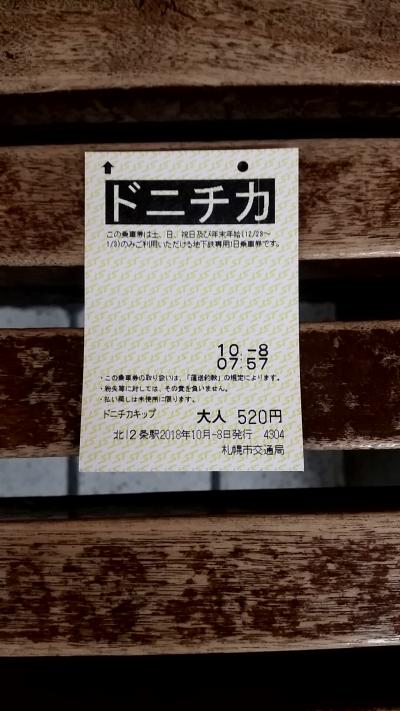 ドニチカ
この乗車券は土、日、祝日及び年末年始(12/29〜
1/3)のみご利用いただける地下鉄専用1日乗車券です。
10.-8
07:57
・この乗車券の取り扱いは、「運送約款」の規定によります。
・紛失等に対しては、その責を負いません。
・払い戻しは未使用に限ります。
ドニチカキップ 大人 520円
北12条駅2018年10月-8日発行 4304
札幌市交通局